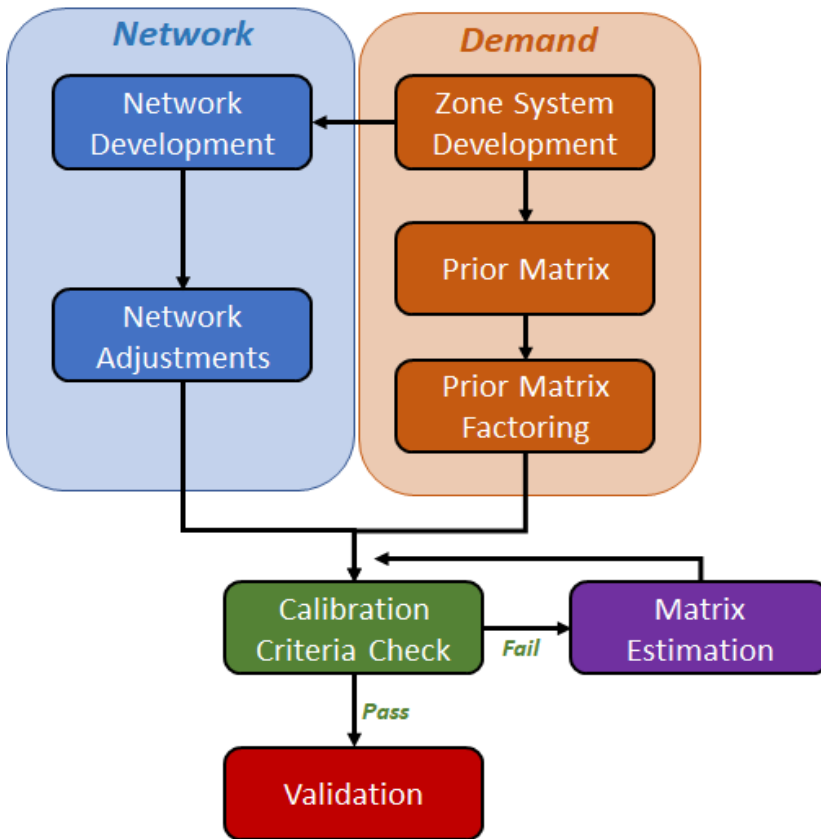 Network
Demand
Network
Development
Zone System
Development
Prior Matrix
Network
Adjustments
Prior Matrix
Factoring
Calibration
Criteria Check
Fail
Matrix
Estimation
Pass
Validation